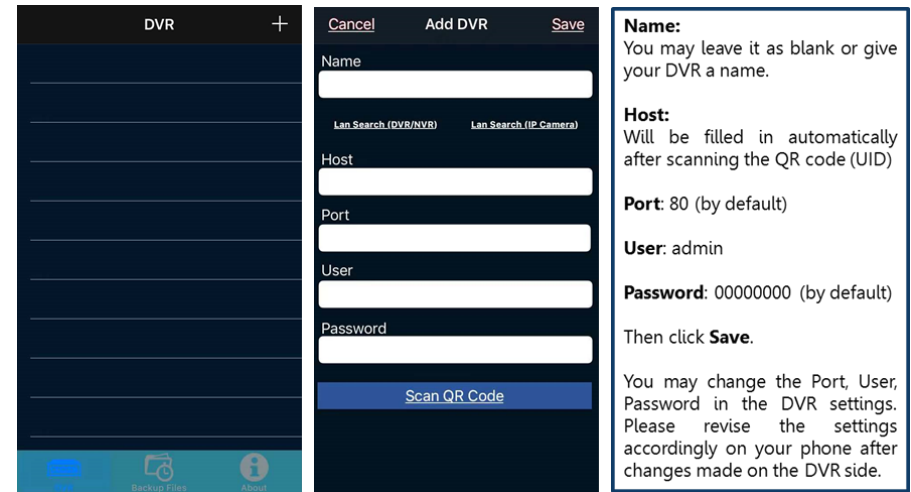 DVR
+
Backup Files
About
Cancel
Add DVR
Save
Name
Lan Search (DVR/NVR)
Lan Search (IP Camera)
Host
Port
User
Password
Scan QR Code
Name:
You may leave it as blank or give
your DVR a name.
Host:
Will be filled in automatically
after scanning the QR code (UID)
Port: 80 (by default)
User: admin
Password: 00000000 (by default)
Then click Save.
You may change the Port, User,
Password in the DVR settings.
Please revise the settings
accordingly on your phone after
changes made on the DVR side.